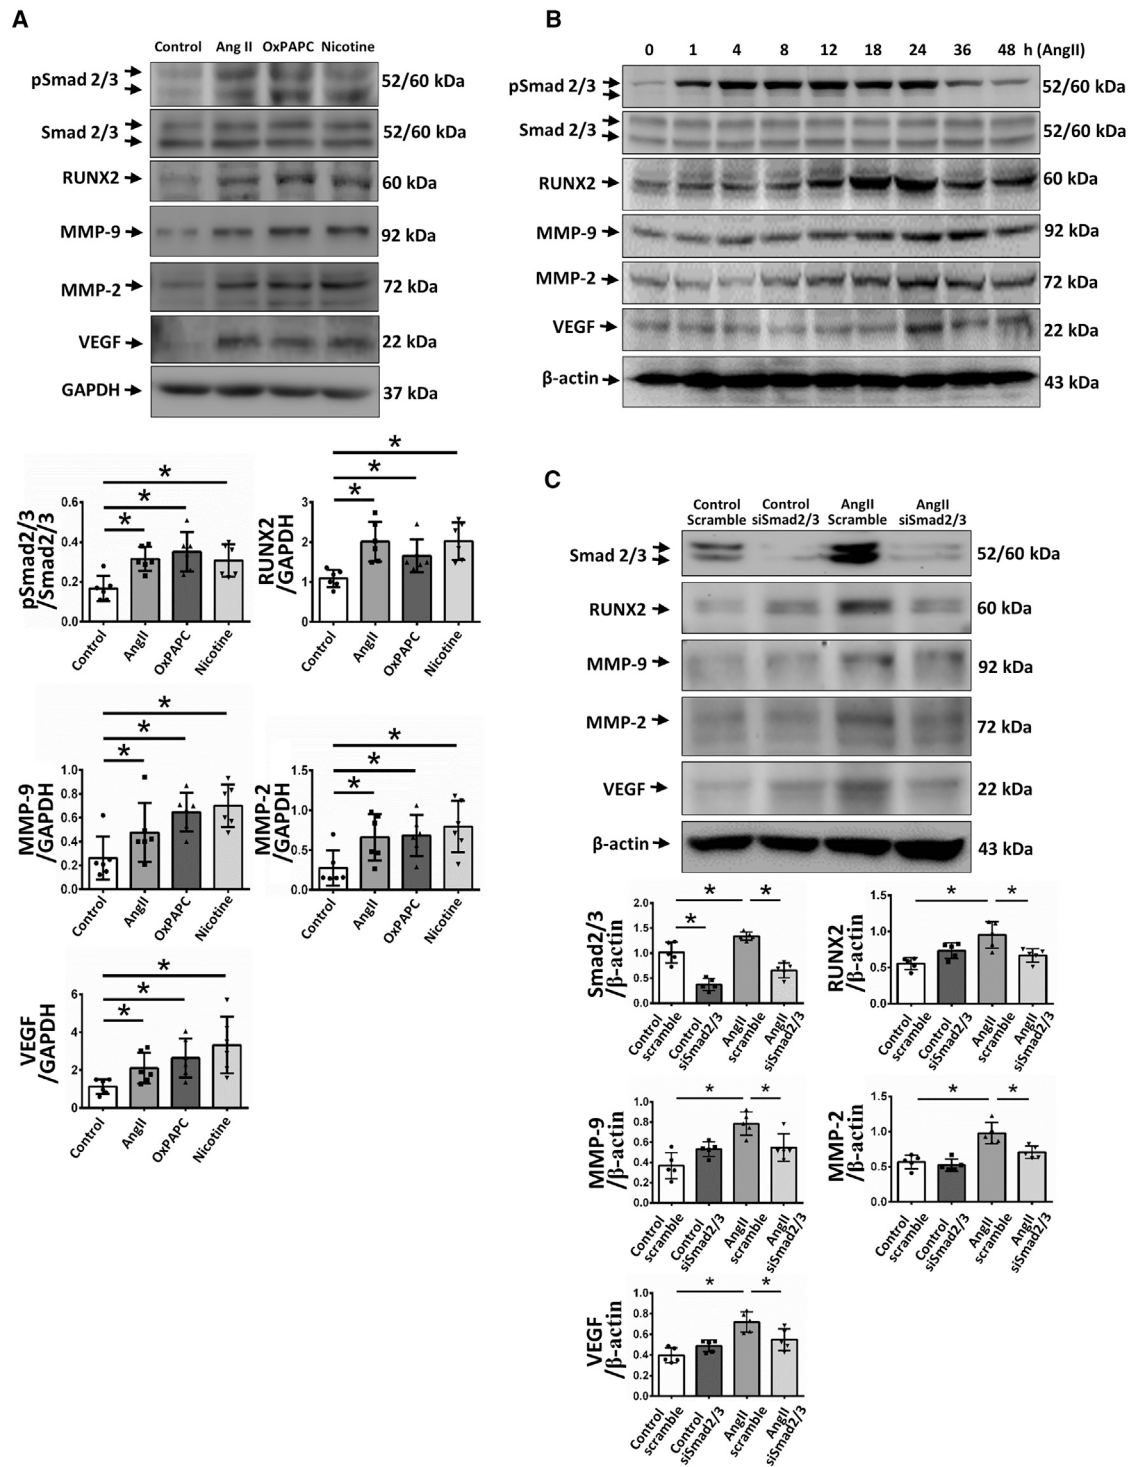 A
Control Ang II OxPAPC Nicotine
pSmad 2/3 52/60 kDa
Smad 2/3 52/60 kDa
RUNX2 60 kDa
MMP-9 92 kDa
MMP-2 72 kDa
VEGF 22 kDa
GAPDH 37 kDa
* * *
pSmad2/3
/Smad2/3
0.6
0.4
0.2
0.0
Control AngII OxPAPC Nicotine
* * *
RUNX2
/GAPDH
3
2
1
0
Control AngII OxPAPC Nicotine
* * *
MMP-9
/GAPDH
1.0
0.8
0.6
0.4
0.2
0.0
Control AngII OxPAPC Nicotine
* * *
MMP-2
/GAPDH
1.5
1.0
0.5
0.0
Control AngII OxPAPC Nicotine
* * *
VEGF
/GAPDH
6
4
2
0
Control AngII OxPAPC Nicotine
B
0 1 4 8 12 18 24 36 48 h (AngII)
pSmad 2/3 52/60 kDa
Smad 2/3 52/60 kDa
RUNX2 60 kDa
MMP-9 92 kDa
MMP-2 72 kDa
VEGF 22 kDa
β-actin 43 kDa
C
Control Control AngII AngII
Scramble siSmad2/3 Scramble siSmad2/3
Smad 2/3 52/60 kDa
RUNX2 60 kDa
MMP-9 92 kDa
MMP-2 72 kDa
VEGF 22 kDa
β-actin 43 kDa
* * *
Smad2/3
/β-actin
2.0
1.5
1.0
0.5
0.0
Control scramble
Control siSmad2/3
AngII scramble
AngII siSmad2/3
* *
RUNX2
/β-actin
1.5
1.0
0.5
0.0
Control scramble
Control siSmad2/3
AngII scramble
AngII siSmad2/3
* *
MMP-9
/β-actin
1.0
0.8
0.6
0.4
0.2
0.0
Control scramble
Control siSmad2/3
AngII scramble
AngII siSmad2/3
* *
MMP-2
/β-actin
1.5
1.0
0.5
0.0
Control scramble
Control siSmad2/3
AngII scramble
AngII siSmad2/3
* *
VEGF
/β-actin
1.0
0.8
0.6
0.4
0.2
0.0
Control scramble
Control siSmad2/3
AngII scramble
AngII siSmad2/3